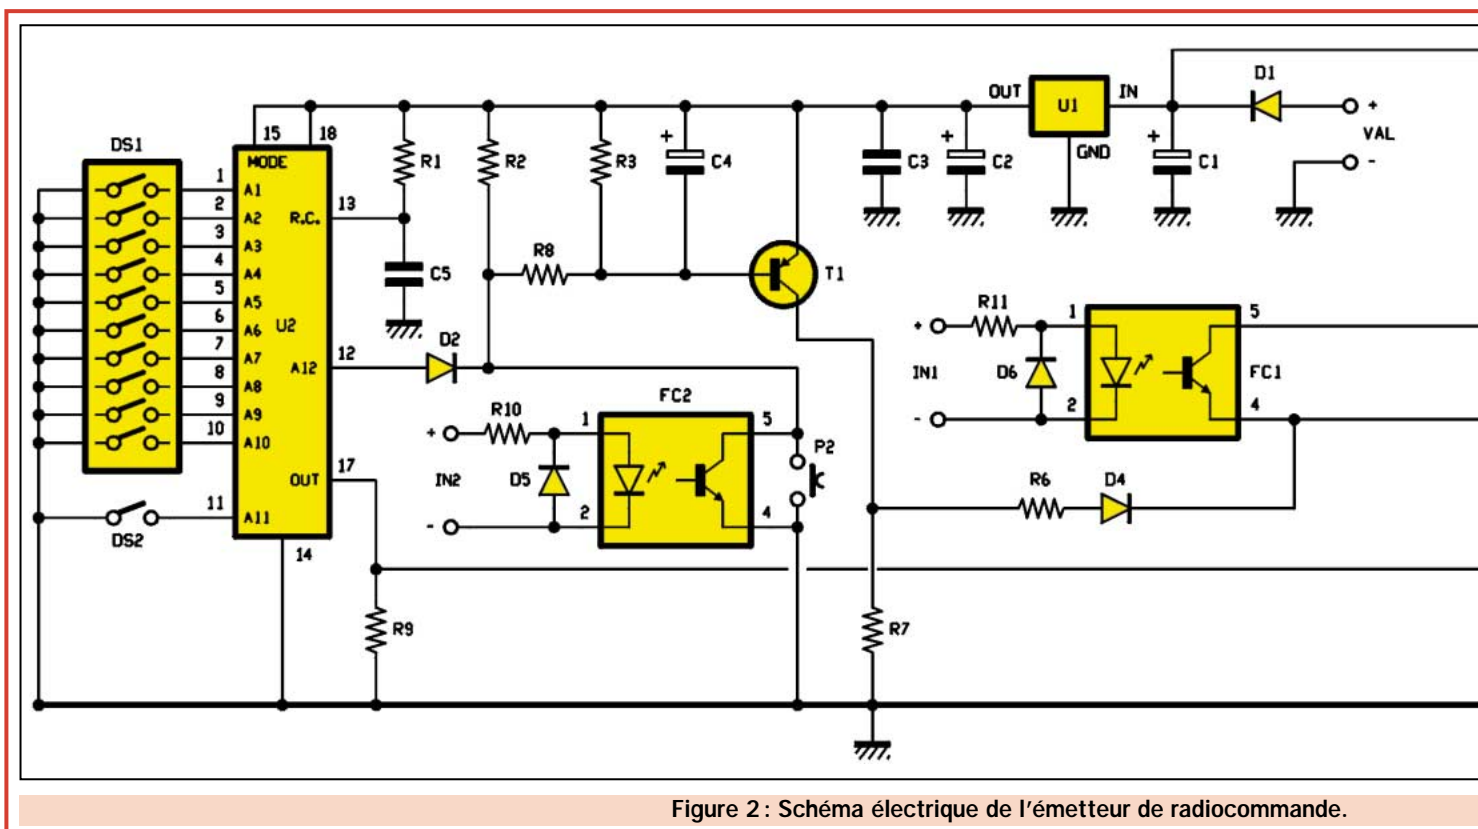 OUT
U1
IN
GND
D1
+
VAL
-
DS1
15
18
MODE
R1
R2
R3
+
C4
C3
+
C2
+
C1
1
A1
2
A2
R.C.
13
3
A3
4
A4
5
A5
6
A6
U2
7
A7
A12
12
8
A8
9
A9
10
A10
OUT
17
11
A11
14
DS2
C5
R8
T1
D2
FC2
R10
+
IN2
-
D5
1
2
5
4
P2
R11
+
IN1
-
D6
1
2
5
4
FC1
R6
D4
R9
R7
Figure 2 : Schéma électrique de l'émetteur de radiocommande.